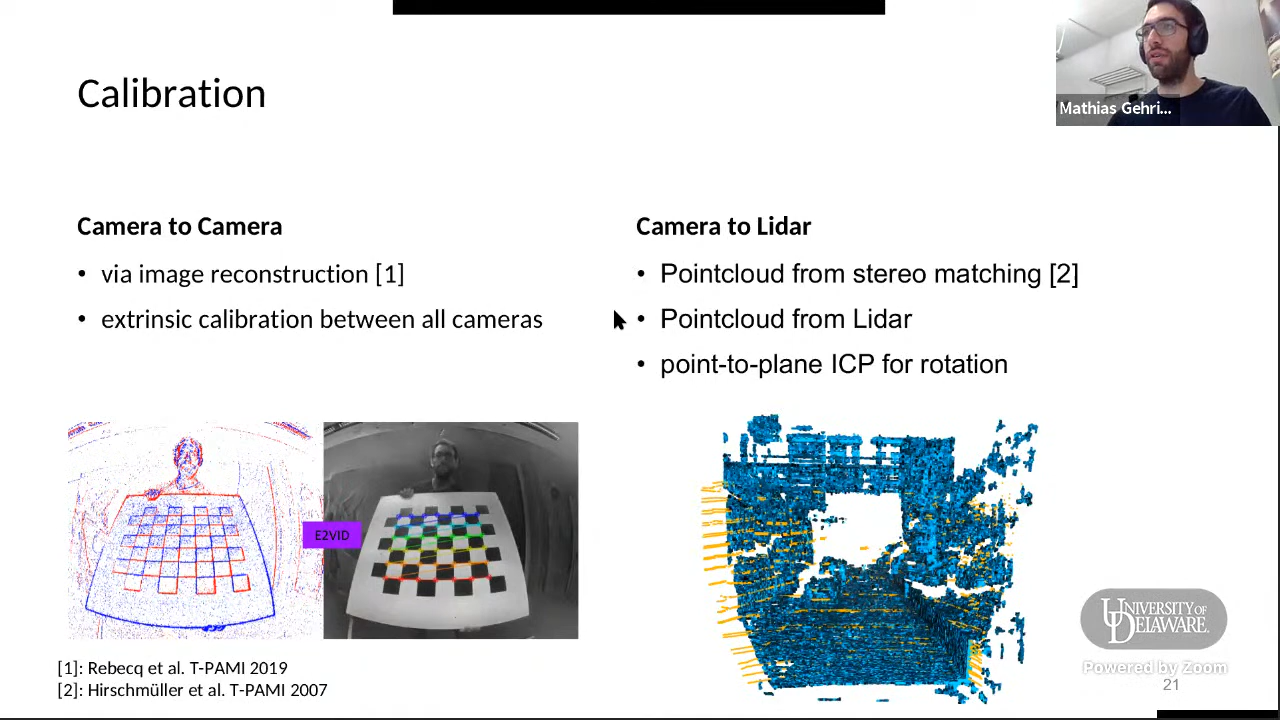 Calibration
Mathias Gehri...
Camera to Camera
• via image reconstruction [1]
• extrinsic calibration between all cameras
Camera to Lidar
• Pointcloud from stereo matching [2]
• Pointcloud from Lidar
• point-to-plane ICP for rotation
E2VID
[1]: Rebecq et al. T-PAMI 2019
[2]: Hirschmüller et al. T-PAMI 2007
UNIVERSITY OF
DELAWARE.
Powered by Zoom
21